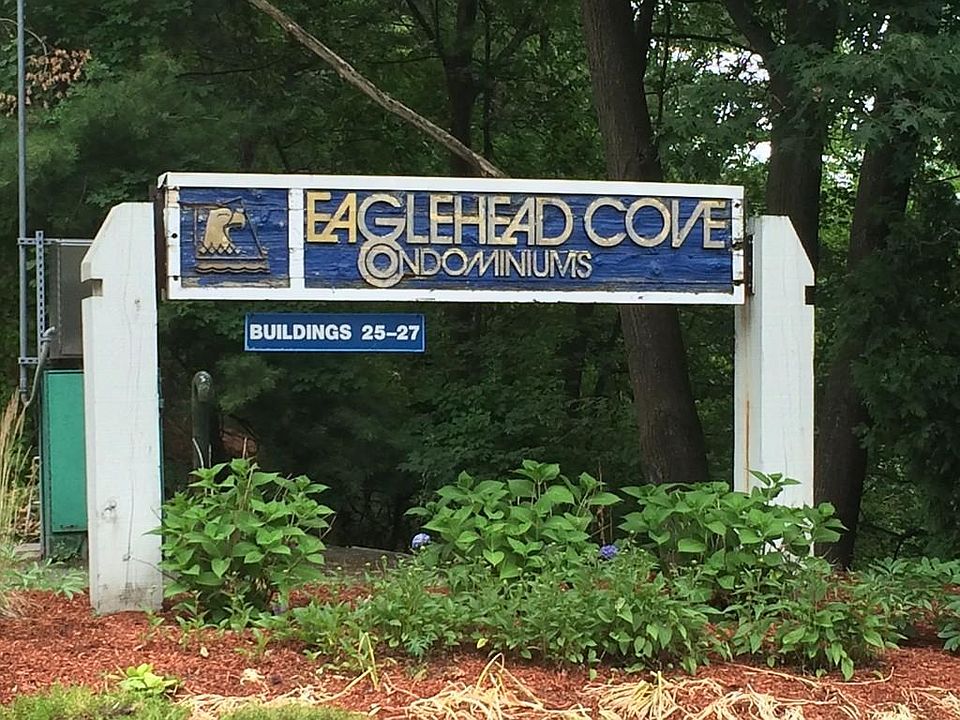 EAGLEHEAD COVE
CONDOMINIUMS
BUILDINGS 25-27